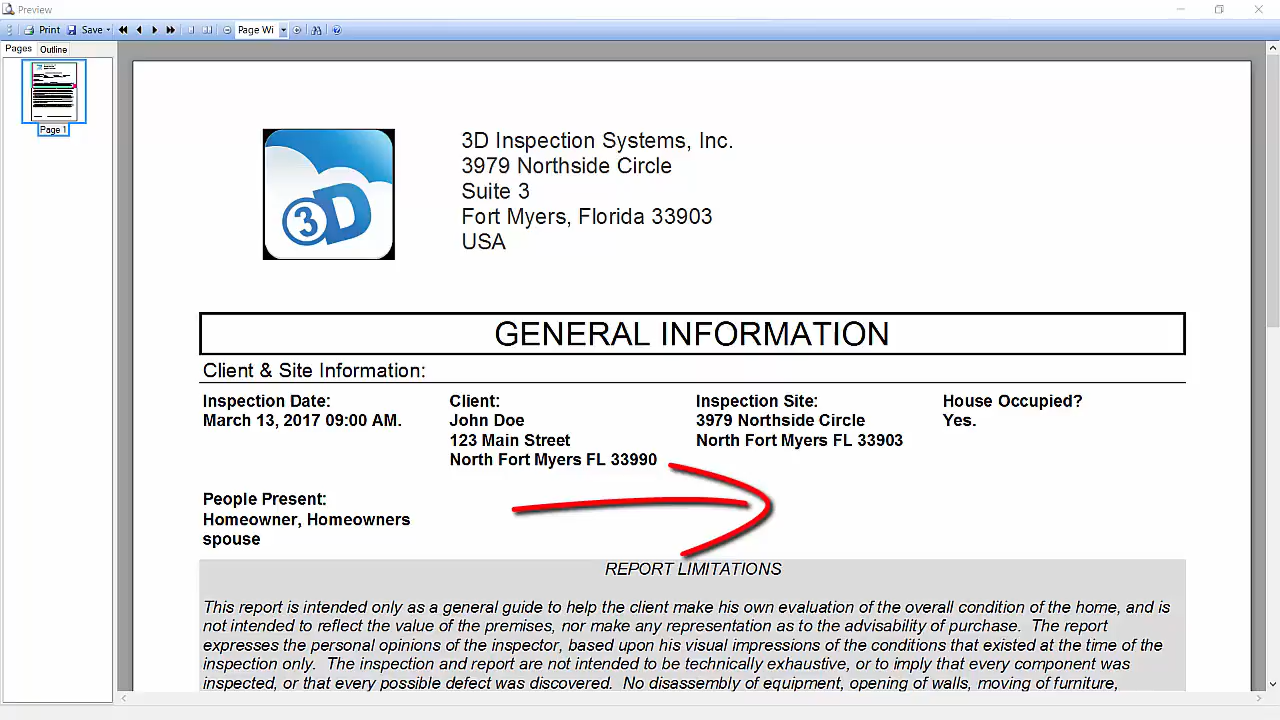 Preview
Print Save Page Wi
Pages Outline
Page 1
3D
3D Inspection Systems, Inc.
3979 Northside Circle
Suite 3
Fort Myers, Florida 33903
USA
GENERAL INFORMATION
Client & Site Information:
Inspection Date: Client: Inspection Site: House Occupied?
March 13, 2017 09:00 AM. John Doe 3979 Northside Circle Yes.
123 Main Street North Fort Myers FL 33903
North Fort Myers FL 33990
People Present:
Homeowner, Homeowners
spouse
REPORT LIMITATIONS
This report is intended only as a general guide to help the client make his own evaluation of the overall condition of the home, and is
not intended to reflect the value of the premises, nor make any representation as to the advisability of purchase. The report
expresses the personal opinions of the inspector, based upon his visual impressions of the conditions that existed at the time of the
inspection only. The inspection and report are not intended to be technically exhaustive, or to imply that every component was
inspected, or that every possible defect was discovered. No disassembly of equipment, opening of walls, moving of furniture,